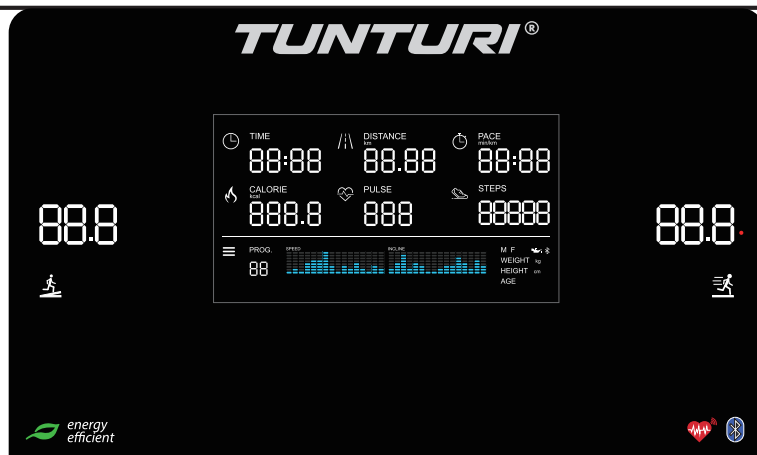 TUNTURI®
TIME
88:88
DISTANCE
km
88.88
PACE
min/km
88:88
CALORIE
kcal
888.8
PULSE
888
STEPS
88888
88.8
88.8
PROG.
88
SPEED
INCLINE
M F
WEIGHT kg
HEIGHT cm
AGE
energy
efficient